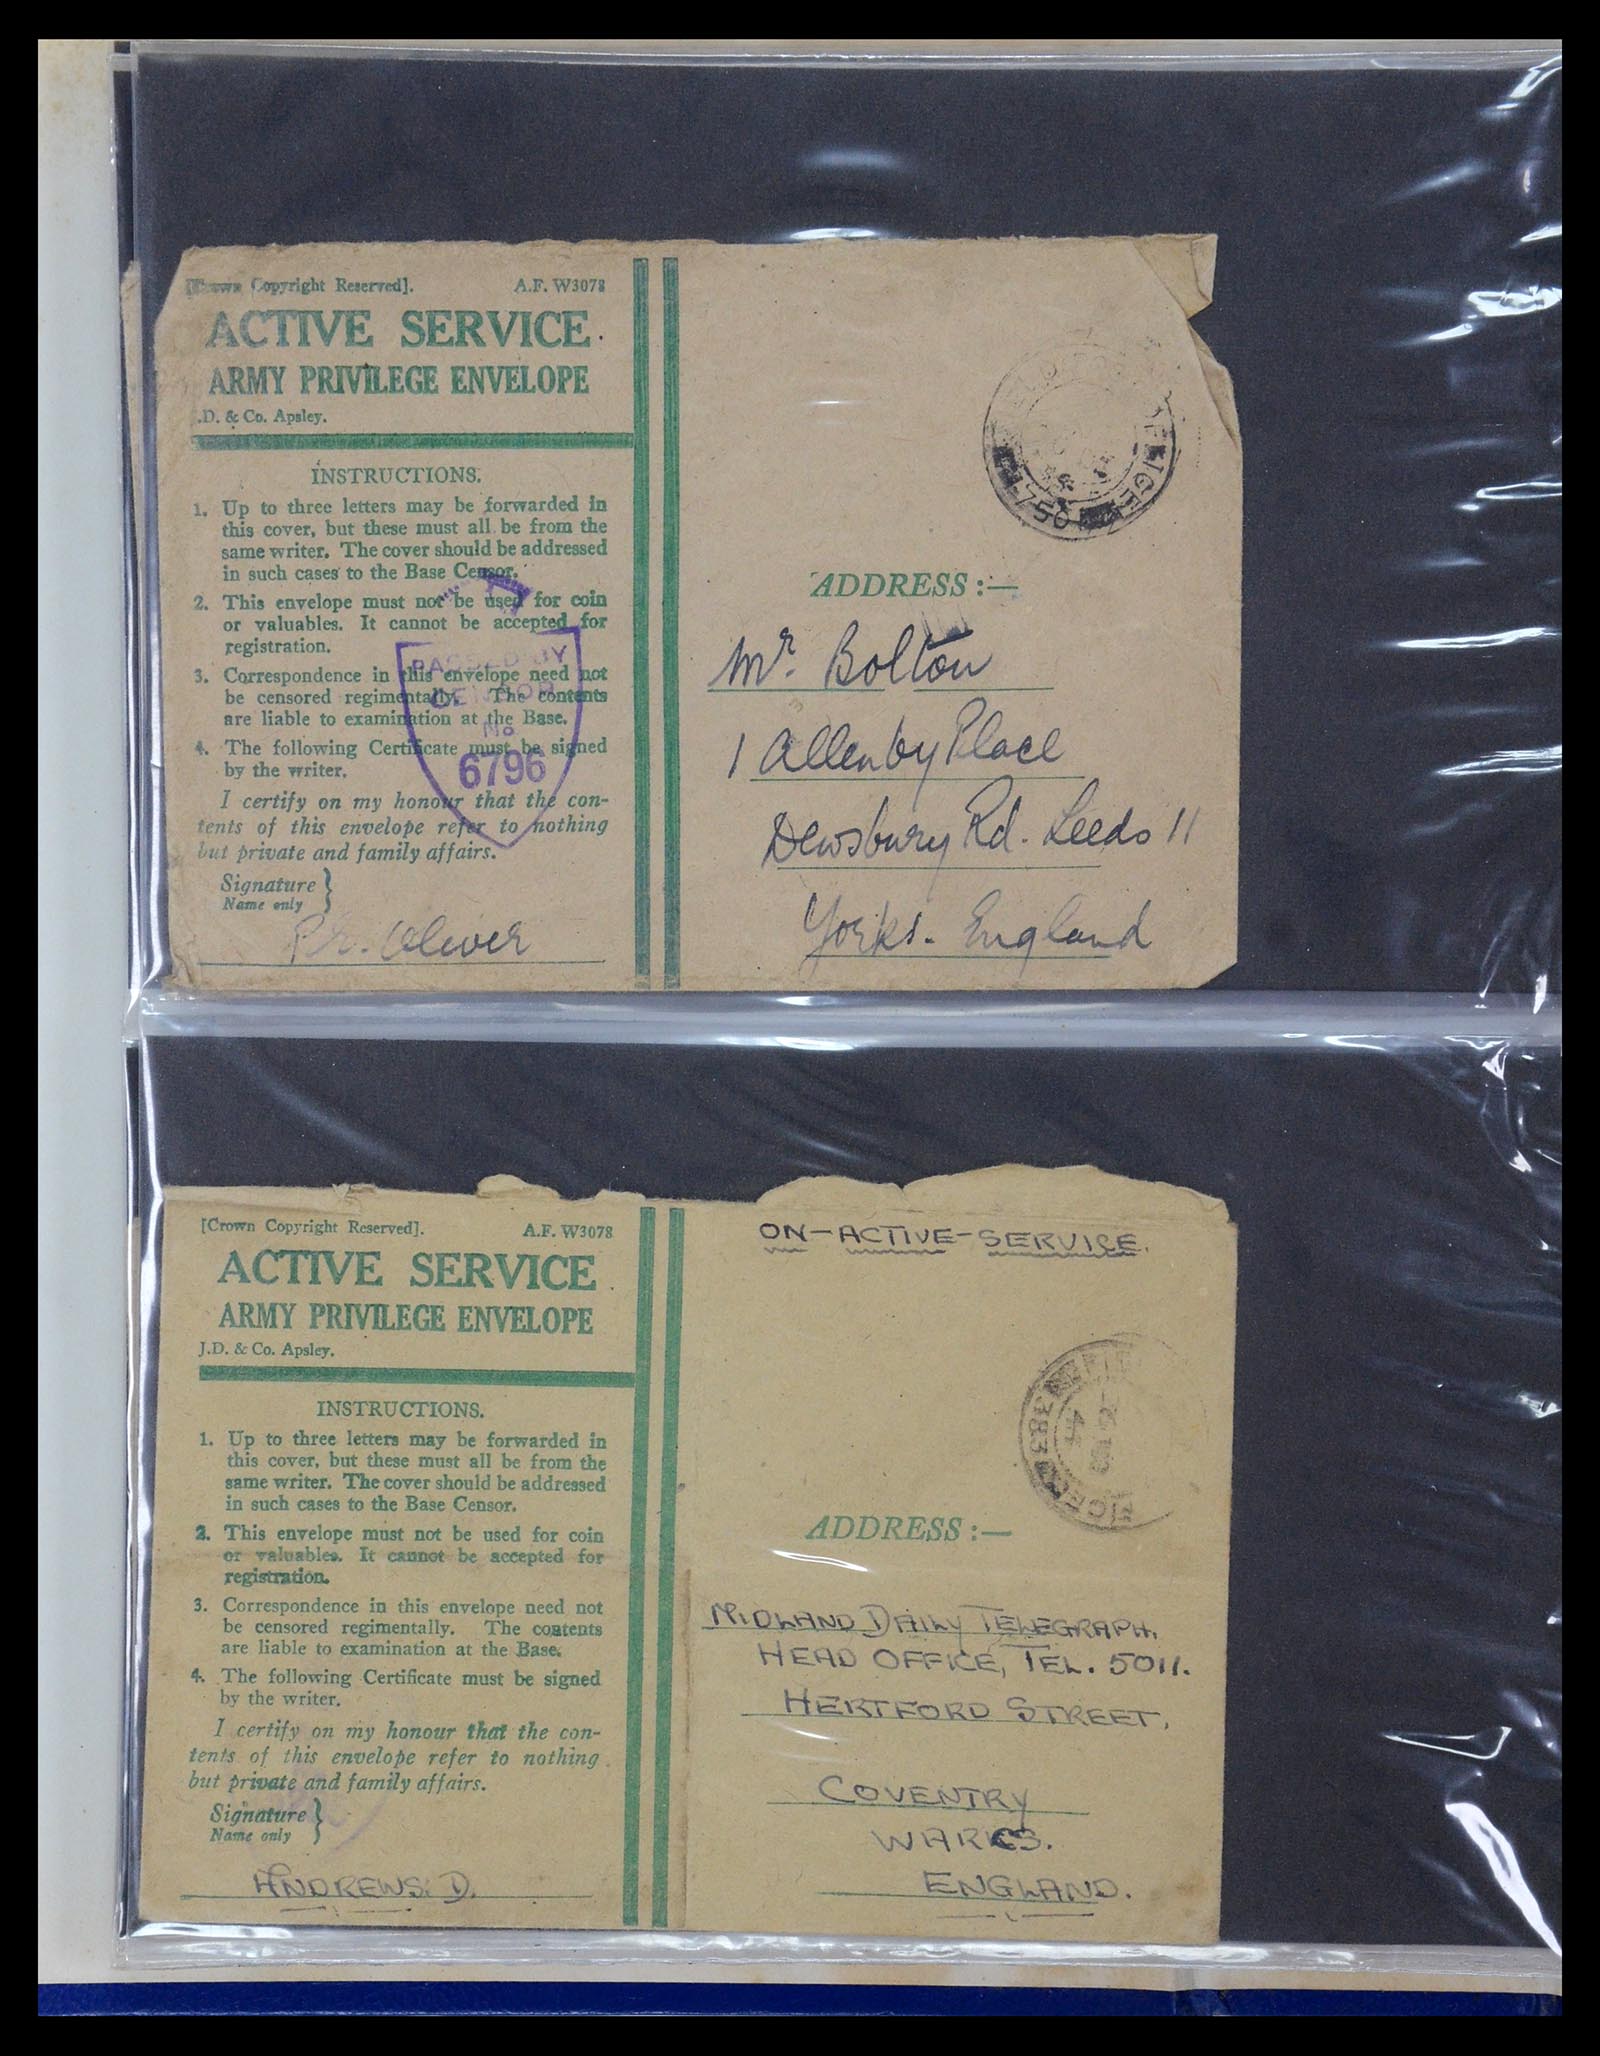 [Crown Copyright Reserved]. A.F. W3078
ACTIVE SERVICE
ARMY PRIVILEGE ENVELOPE
.D. & Co. Apsley.
INSTRUCTIONS.
1. Up to three letters may be forwarded in
this cover, but these must all be from the
same writer. The cover should be addressed
in such cases to the Base Censor.
2. This envelope must not be used for coin
or valuables. It cannot be accepted for
registration.
3. Correspondence in this envelope need not
be censored regimentally. The contents
are liable to examination at the Base.
4. The following Certificate must be signed
by the writer.
I certify on my honour that the con-
tents of this envelope refer to nothing
but private and family affairs.
Signature }
Name only
Oliver
PASSED BY
CENSOR
No
6796
750
ADDRESS :—
Mr. Bolton
1 Allenby Place
Dewsbury Rd. Leeds 11
Yorks. England
[Crown Copyright Reserved]. A.F. W3078
ACTIVE SERVICE
ARMY PRIVILEGE ENVELOPE
J.D. & Co. Apsley.
INSTRUCTIONS.
1. Up to three letters may be forwarded in
this cover, but these must all be from the
same writer. The cover should be addressed
in such cases to the Base Censor.
2. This envelope must not be used for coin
or valuables. It cannot be accepted for
registration.
3. Correspondence in this envelope need not
be censored regimentally. The contents
are liable to examination at the Base.
4. The following Certificate must be signed
by the writer.
I certify on my honour that the con-
tents of this envelope refer to nothing
but private and family affairs.
Signature }
Name only
ANDREWS. D.
ON-ACTIVE-SERVICE.
383
44
ADDRESS :—
MIDLAND DAILY TELEGRAPH.
HEAD OFFICE, TEL. 5011.
HERTFORD STREET,
COVENTRY
WARKS.
ENGLAND.